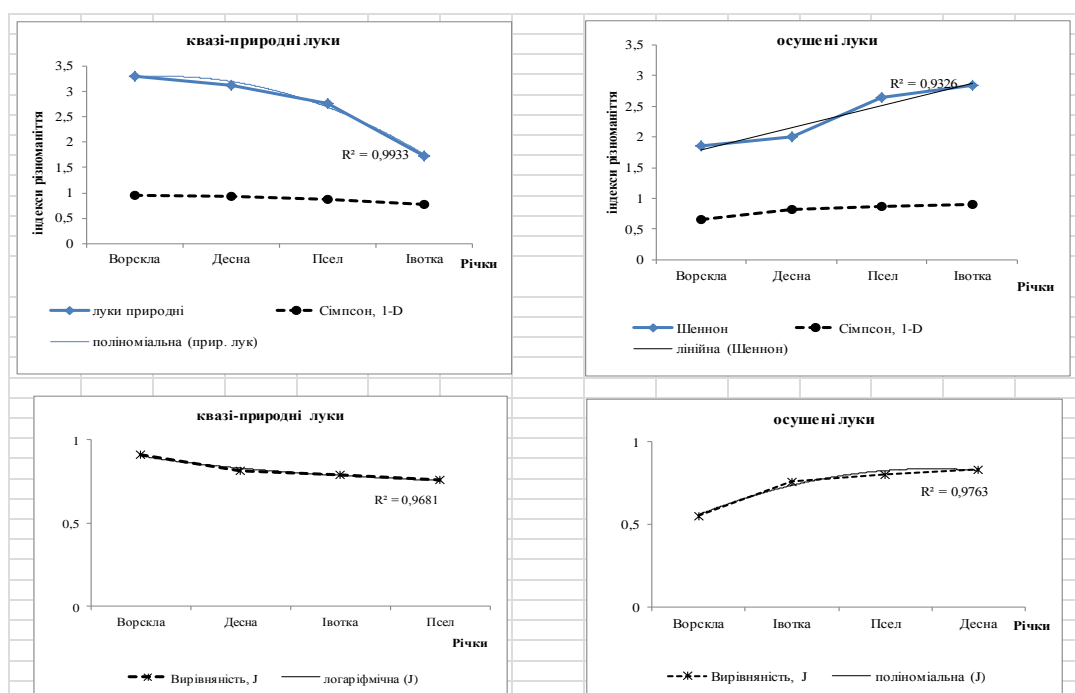 квазі-природні луки
3,5
3
2,5
2
1,5
1
0,5
0
індекси різноманіття
R² = 0,9933
Ворскла Десна Псел Івотка
Річки
луки природні Сімпсон, 1-D
поліноміальна (прир. лук)
осушені луки
3,5
3
2,5
2
1,5
1
0,5
0
індекси різноманіття
R² = 0,9326
Ворскла Десна Псел Івотка
Річки
Шеннон Сімпсон, 1-D
лінійна (Шеннон)
квазі-природні луки
1
0,5
0
R² = 0,9681
Ворскла Десна Івотка Псел
Річки
Вирівняність, J логаріфмічна (J)
осушені луки
1
0,5
0
R² = 0,9763
Ворскла Івотка Псел Десна
Річки
Вирівняність, J поліноміальна (J)